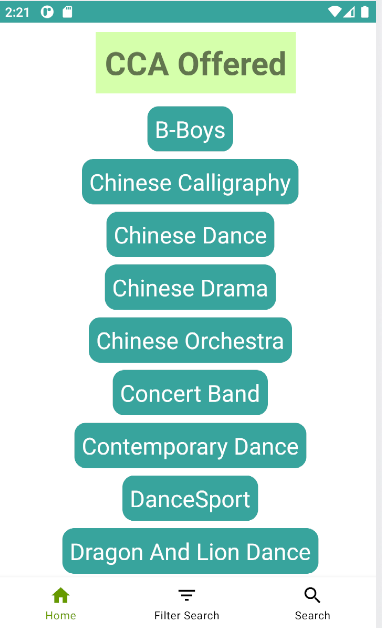 2:21
CCA Offered
B-Boys
Chinese Calligraphy
Chinese Dance
Chinese Drama
Chinese Orchestra
Concert Band
Contemporary Dance
DanceSport
Dragon And Lion Dance
Home Filter Search Search